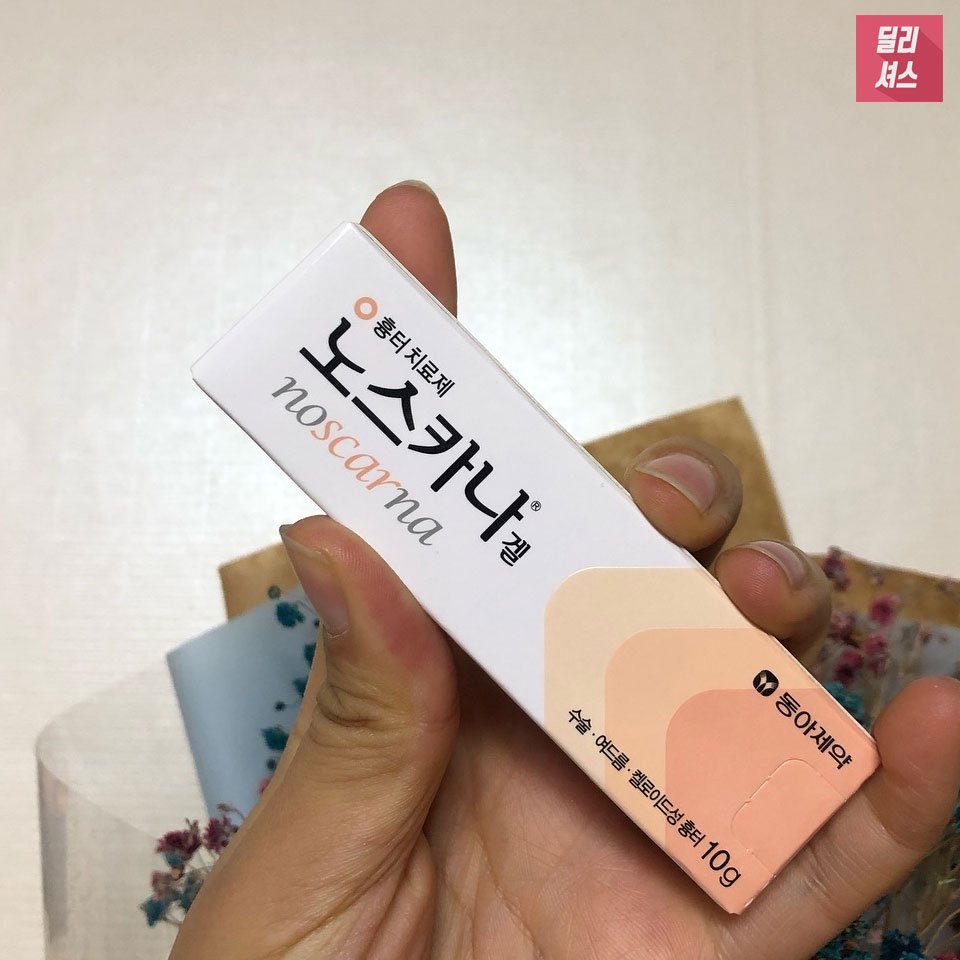 딜리
셔스
흉터 치료제
노스카나® 겔
noscarna
동아제약
수술 · 여드름 · 켈로이드성 흉터 10g